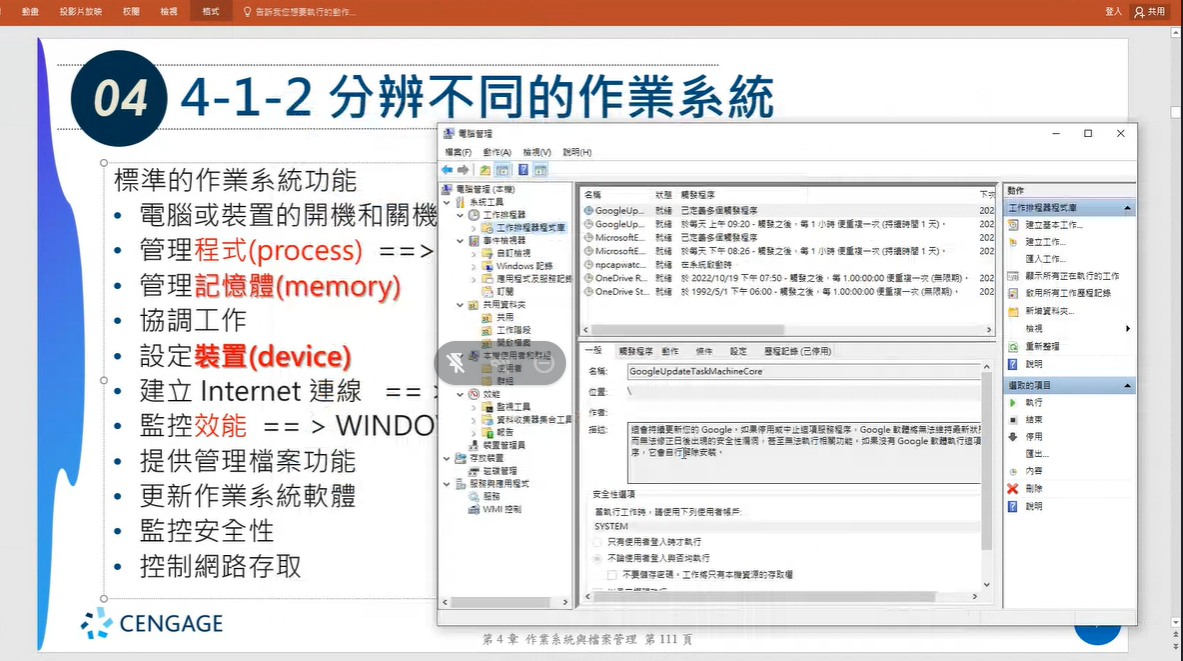 動畫 投影片放映 校閱 檢視 格式 告訴我您想要執行的動作... 登入 共用
04 4-1-2 分辨不同的作業系統
標準的作業系統功能
• 電腦或裝置的開機和關機
• 管理程式(process) ==>
• 管理記憶體(memory)
• 協調工作
• 設定裝置(device)
• 建立 Internet 連線 == >
• 監控效能 == > WINDOW
• 提供管理檔案功能
• 更新作業系統軟體
• 監控安全性
• 控制網路存取
CENGAGE
第 4 章 作業系統與檔案管理 第 111 頁
電腦管理
檔案(F) 動作(A) 檢視(V) 說明(H)
電腦管理 (本機)
系統工具
工作排程器
工作排程器程式庫
事件檢視器
自訂檢視
Windows 記錄
應用程式及服務記錄
訂閱
共用資料夾
共用
工作階段
開啟檔案
本機使用者和群組
使用者
群組
效能
監視工具
資料收集器集合工具
報告
裝置管理員
存放裝置
磁碟管理
服務與應用程式
服務
WMI 控制
名稱 狀態 觸發程序 下次
GoogleUp... 就緒 已定義多個觸發程序 202
GoogleUp... 就緒 於每天 上午 09:20 - 觸發之後，每 1 小時 便重複一次 (持續時間 1 天)。 202
MicrosoftE... 就緒 已定義多個觸發程序 202
MicrosoftE... 就緒 於每天 下午 08:26 - 觸發之後，每 1 小時 便重複一次 (持續時間 1 天)。 202
npcapwatc... 就緒 在系統啟動時
OneDrive R... 就緒 於 2022/10/19 下午 07:50 - 觸發之後，每 1.00:00:00 便重複一次 (無限期)。 202
OneDrive St... 就緒 於 1992/5/1 下午 06:00 - 觸發之後，每 1.00:00:00 便重複一次 (無限期)。 202
一般 觸發程序 動作 條件 設定 歷程記錄 (已停用)
名稱: GoogleUpdateTaskMachineCore
位置: \
作者:
描述: 這會持續更新您的 Google。如果停用或中止這項服務程序，Google 軟體將無法維持最新狀態
而無法修正日後出現的安全性漏洞，甚至無法執行相關功能。如果沒有 Google 軟體執行這項
序，它會自行解除安裝。
安全性選項
當執行工作時，請使用下列使用者帳戶:
SYSTEM
只有使用者登入時才執行
不論使用者登入與否均執行
不要儲存密碼。工作將只有本機資源的存取權
動作
工作排程器程式庫
建立基本工作...
建立工作...
匯入工作...
顯示所有正在執行的工作
啟用所有工作歷程記錄
新增資料夾...
檢視
重新整理
說明
選取的項目
執行
結束
停用
匯出...
內容
刪除
說明